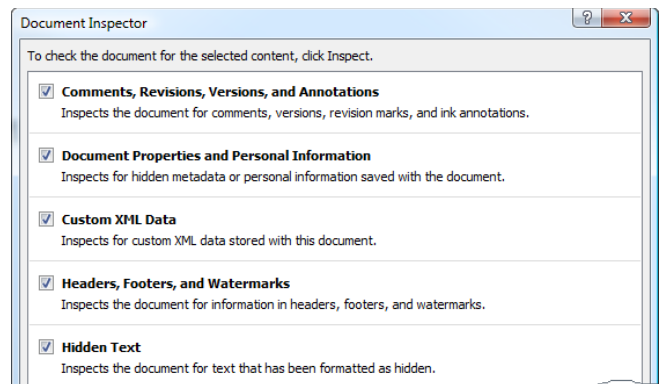 Document Inspector
To check the document for the selected content, click Inspect.
Comments, Revisions, Versions, and Annotations
Inspects the document for comments, versions, revision marks, and ink annotations.
Document Properties and Personal Information
Inspects for hidden metadata or personal information saved with the document.
Custom XML Data
Inspects for custom XML data stored with this document.
Headers, Footers, and Watermarks
Inspects the document for information in headers, footers, and watermarks.
Hidden Text
Inspects the document for text that has been formatted as hidden.